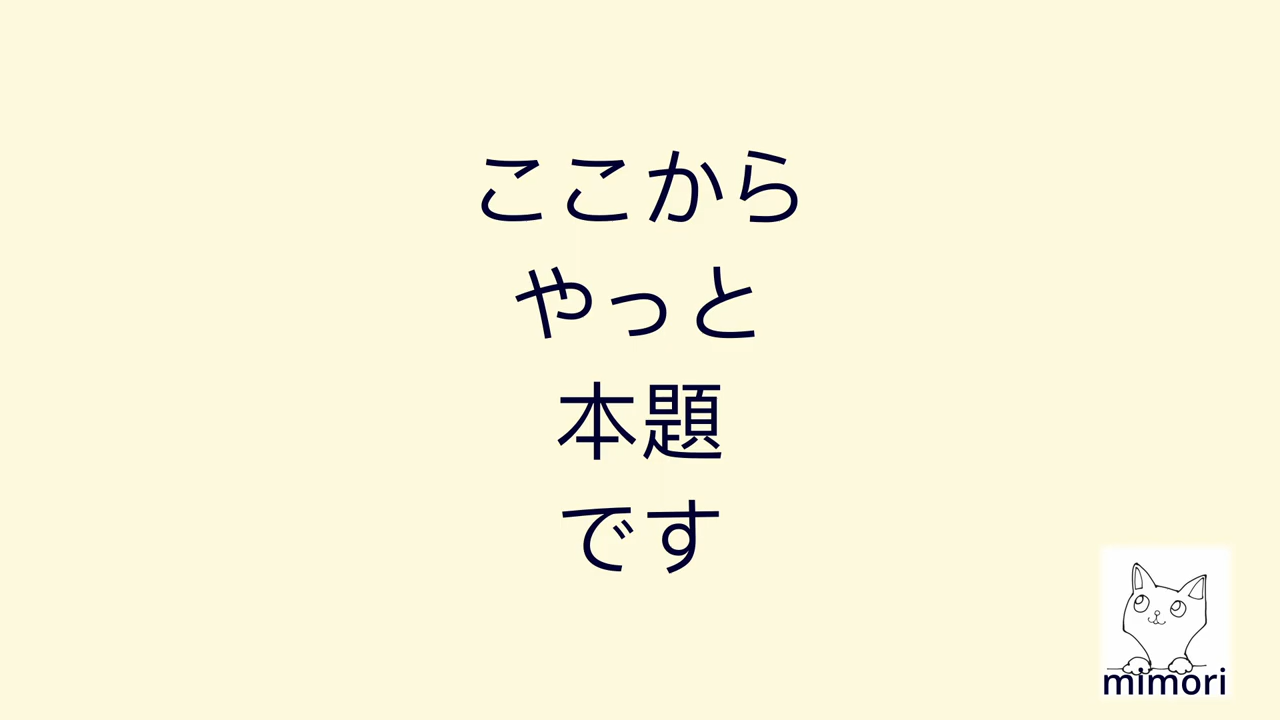 ここから
やっと
本題
です
mimori